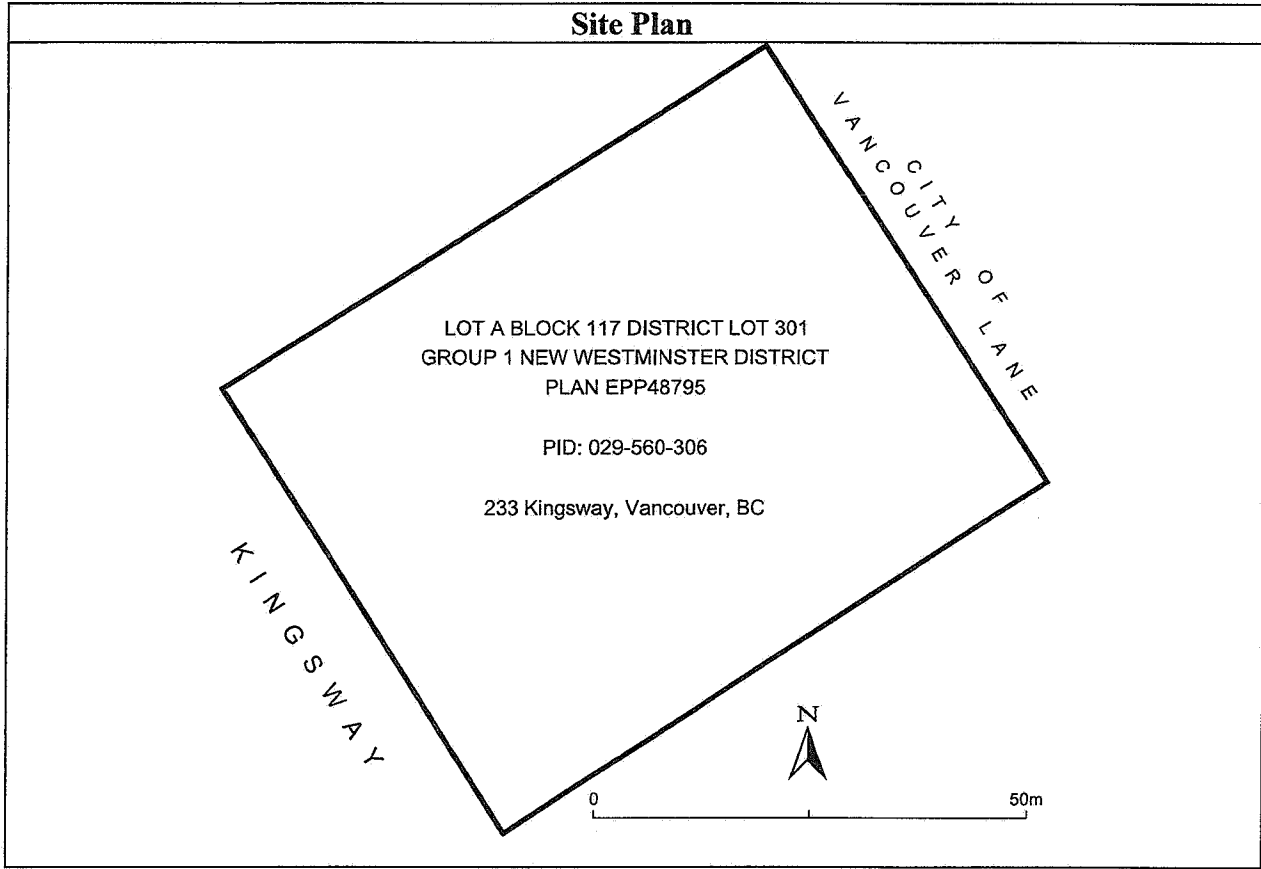 Site Plan
CITY OF
VANCOUVER LANE
LOT A BLOCK 117 DISTRICT LOT 301
GROUP 1 NEW WESTMINSTER DISTRICT
PLAN EPP48795
PID: 029-560-306
233 Kingsway, Vancouver, BC
KINGSWAY
N
0 50m